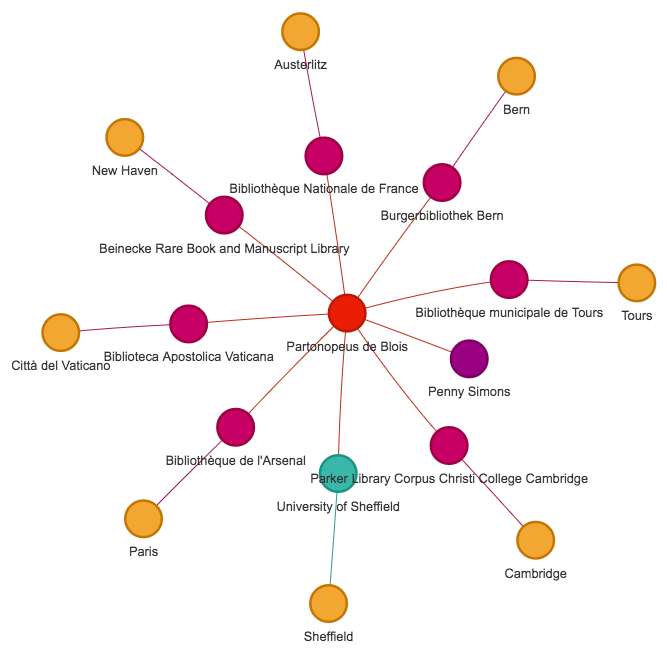 Austerlitz
Bern
New Haven
Bibliothèque Nationale de France
Burgerbibliothek Bern
Beinecke Rare Book and Manuscript Library
Bibliothèque municipale de Tours
Tours
Partonopeus de Blois
Biblioteca Apostolica Vaticana
Città del Vaticano
Penny Simons
Bibliothèque de l'Arsenal
Parker Library Corpus Christi College Cambridge
University of Sheffield
Paris
Cambridge
Sheffield